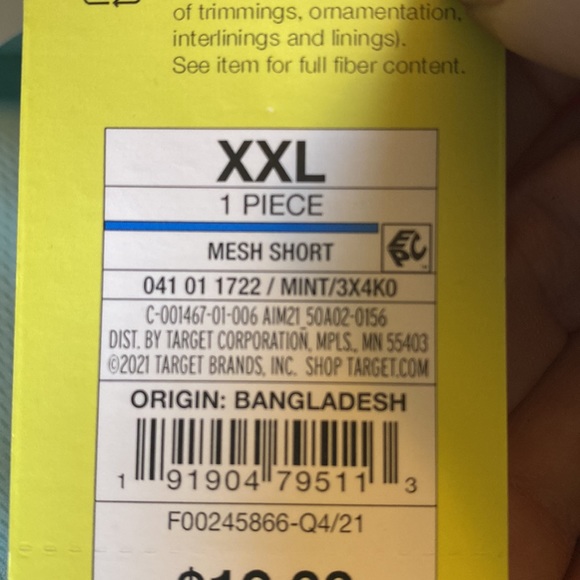 of trimmings, ornamentation,
interlinings and linings).
See item for full fiber content.
XXL
1 PIECE
MESH SHORT
EPC
041 01 1722 / MINT/3X4K0
C-001467-01-006 AIM21 50A02-0156
DIST. BY TARGET CORPORATION, MPLS., MN 55403
©2021 TARGET BRANDS, INC. SHOP TARGET.COM
ORIGIN: BANGLADESH
1 91904 79511 3
F00245866-Q4/21